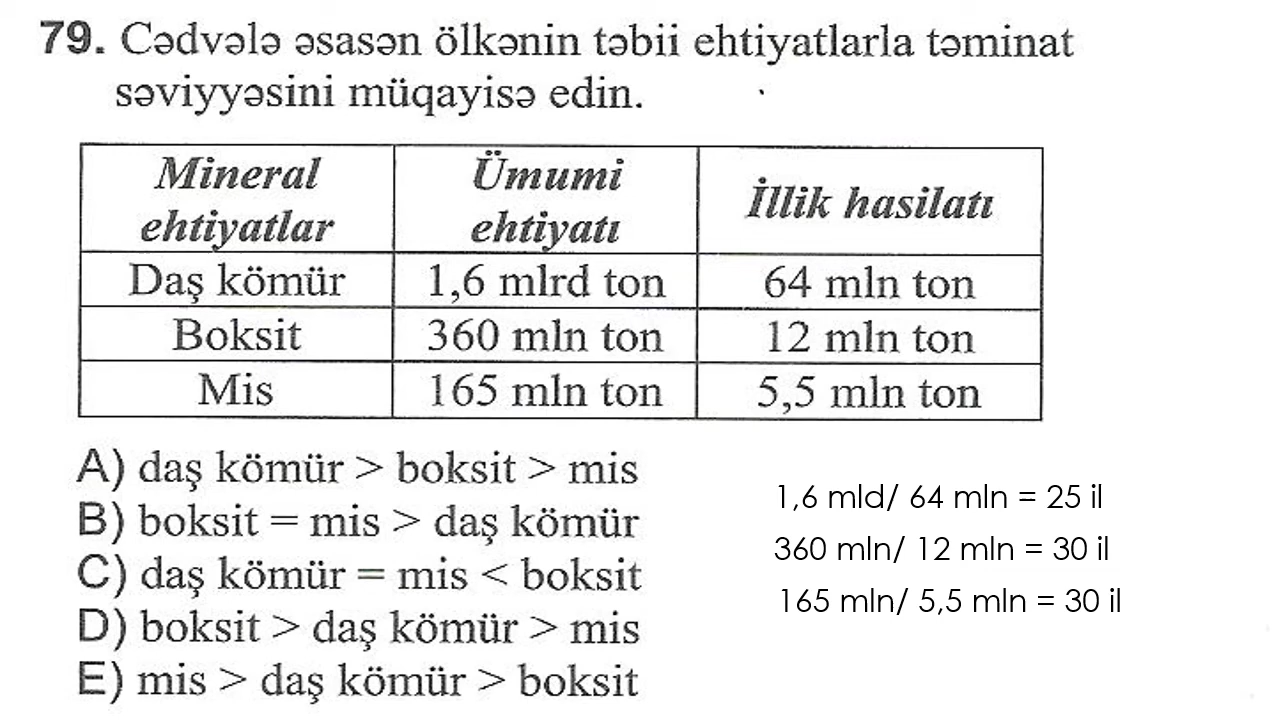 79. Cədvələ əsasən ölkənin təbii ehtiyatlarla təminat
səviyyəsini müqayisə edin.
Mineral ehtiyatlar Ümumi ehtiyatı İllik hasilatı
Daş kömür 1,6 mlrd ton 64 mln ton
Boksit 360 mln ton 12 mln ton
Mis 165 mln ton 5,5 mln ton
A) daş kömür > boksit > mis
B) boksit = mis > daş kömür
C) daş kömür = mis < boksit
D) boksit > daş kömür > mis
E) mis > daş kömür > boksit
1,6 mld/ 64 mln = 25 il
360 mln/ 12 mln = 30 il
165 mln/ 5,5 mln = 30 il